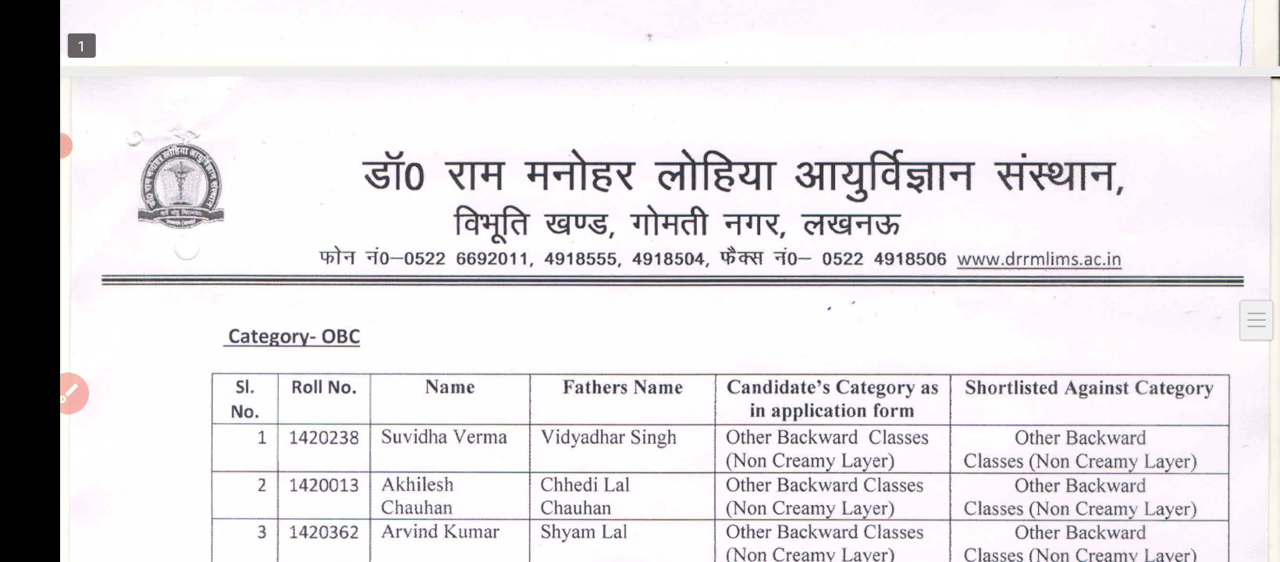 1
डॉ0 राम मनोहर लोहिया आयुर्विज्ञान संस्थान,
विभूति खण्ड, गोमती नगर, लखनऊ
फोन नं0–0522 6692011, 4918555, 4918504, फैक्स नं0– 0522 4918506 www.drrmlims.ac.in
Category- OBC
Sl. No. Roll No. Name Fathers Name Candidate's Category as in application form Shortlisted Against Category
1 1420238 Suvidha Verma Vidyadhar Singh Other Backward Classes (Non Creamy Layer) Other Backward Classes (Non Creamy Layer)
2 1420013 Akhilesh Chauhan Chhedi Lal Chauhan Other Backward Classes (Non Creamy Layer) Other Backward Classes (Non Creamy Layer)
3 1420362 Arvind Kumar Shyam Lal Other Backward Classes (Non Creamy Layer) Other Backward Classes (Non Creamy Layer)